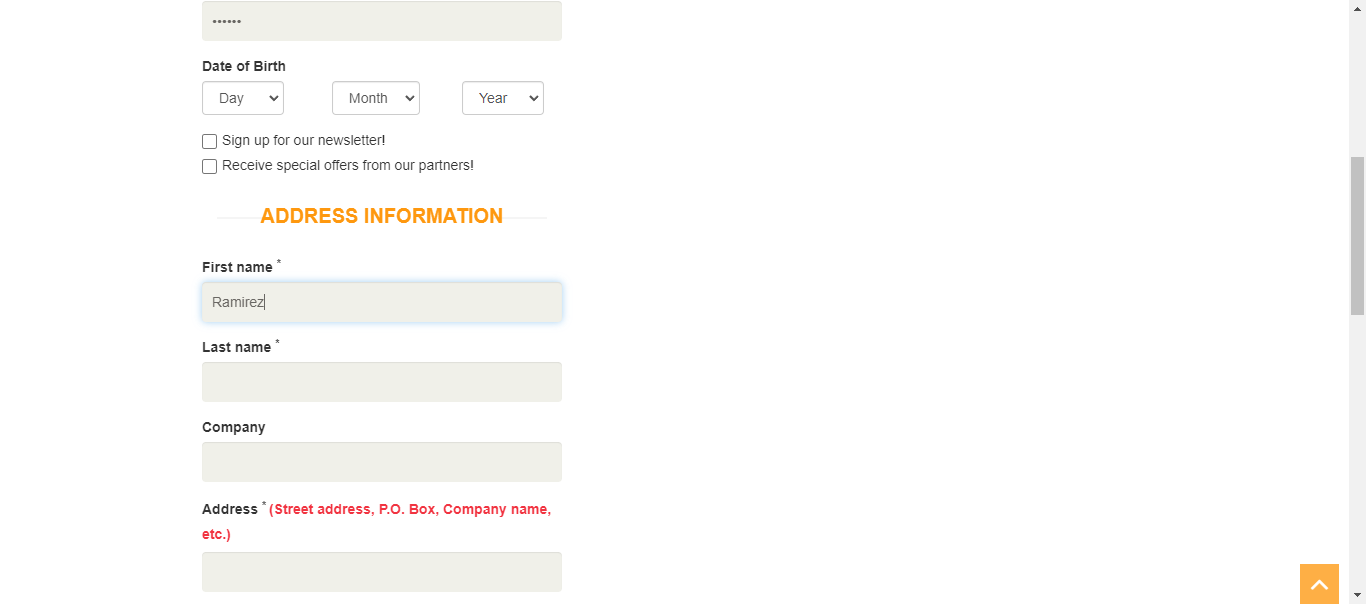 ••••••
Date of Birth
Day Month Year
Sign up for our newsletter!
Receive special offers from our partners!
ADDRESS INFORMATION
First name *
Ramirez
Last name *
Company
Address * (Street address, P.O. Box, Company name,
etc.)